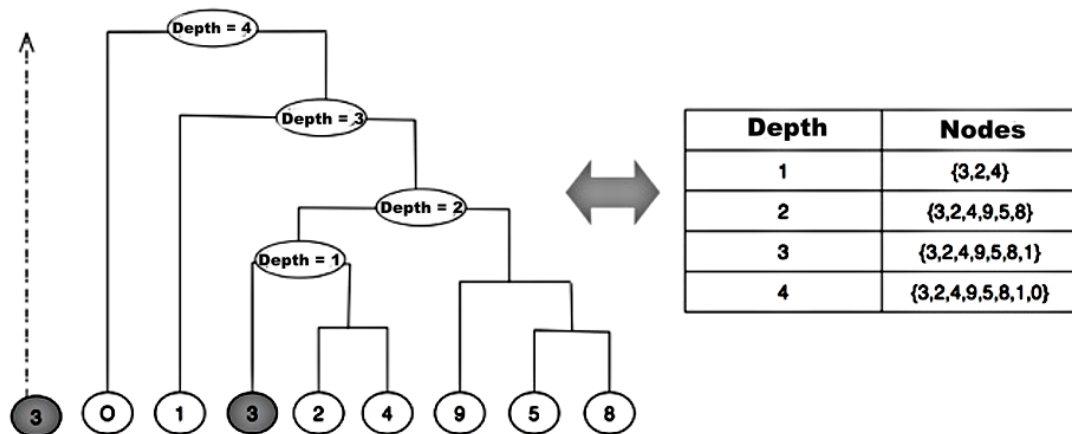 Depth = 4
Depth = 3
Depth = 2
Depth = 1
3 0 1 3 2 4 9 5 8
Depth Nodes
1 {3,2,4}
2 {3,2,4,9,5,8}
3 {3,2,4,9,5,8,1}
4 {3,2,4,9,5,8,1,0}